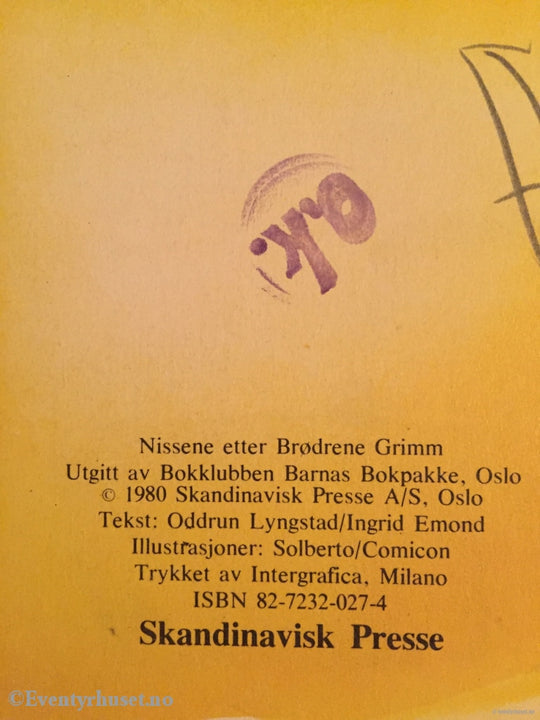 o.k.
Nissene etter Brødrene Grimm
Utgitt av Bokklubben Barnas Bokpakke, Oslo
© 1980 Skandinavisk Presse A/S, Oslo
Tekst: Oddrun Lyngstad/Ingrid Emond
Illustrasjoner: Solberto/Comicon
Trykket av Intergrafica, Milano
ISBN 82-7232-027-4
Skandinavisk Presse
©Eventyrhuset.no